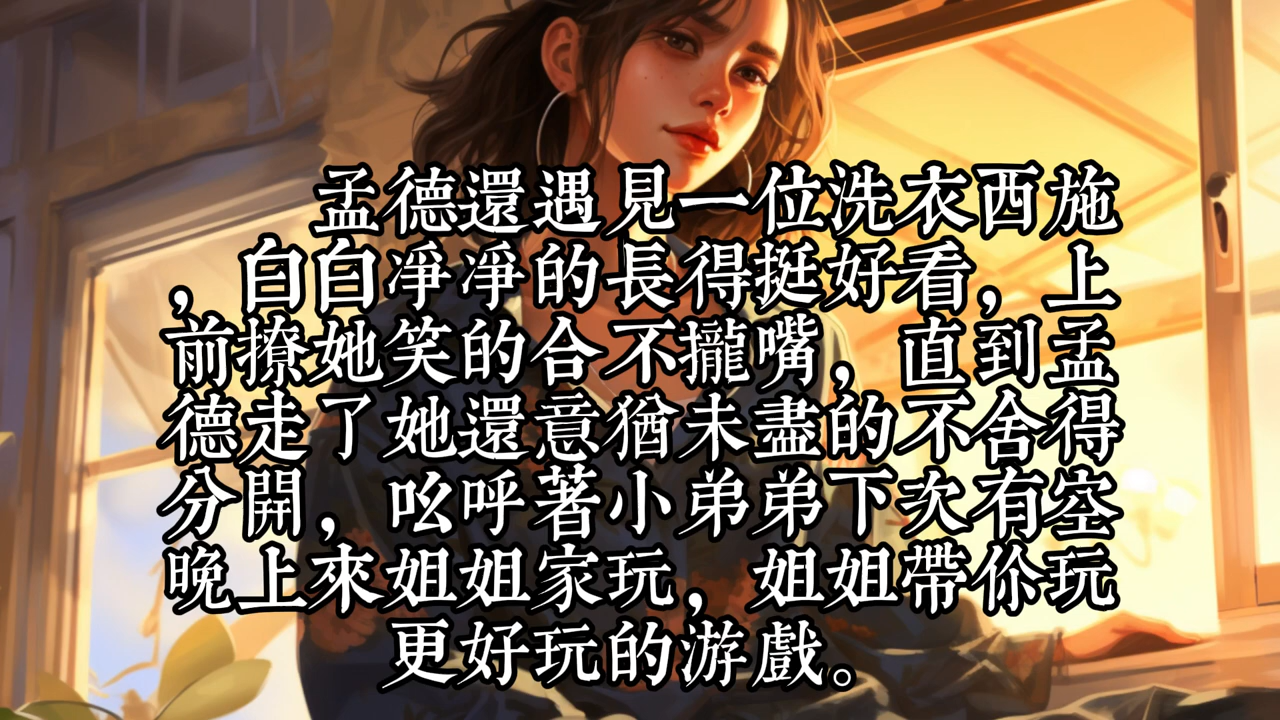 孟德還遇見一位洗衣西施
，白白凈凈的長得挺好看，上
前撩她笑的合不攏嘴，直到孟
德走了她還意猶未盡的不舍得
分開，吆呼著小弟弟下次有空
晚上來姐姐家玩，姐姐帶你玩
更好玩的游戲。